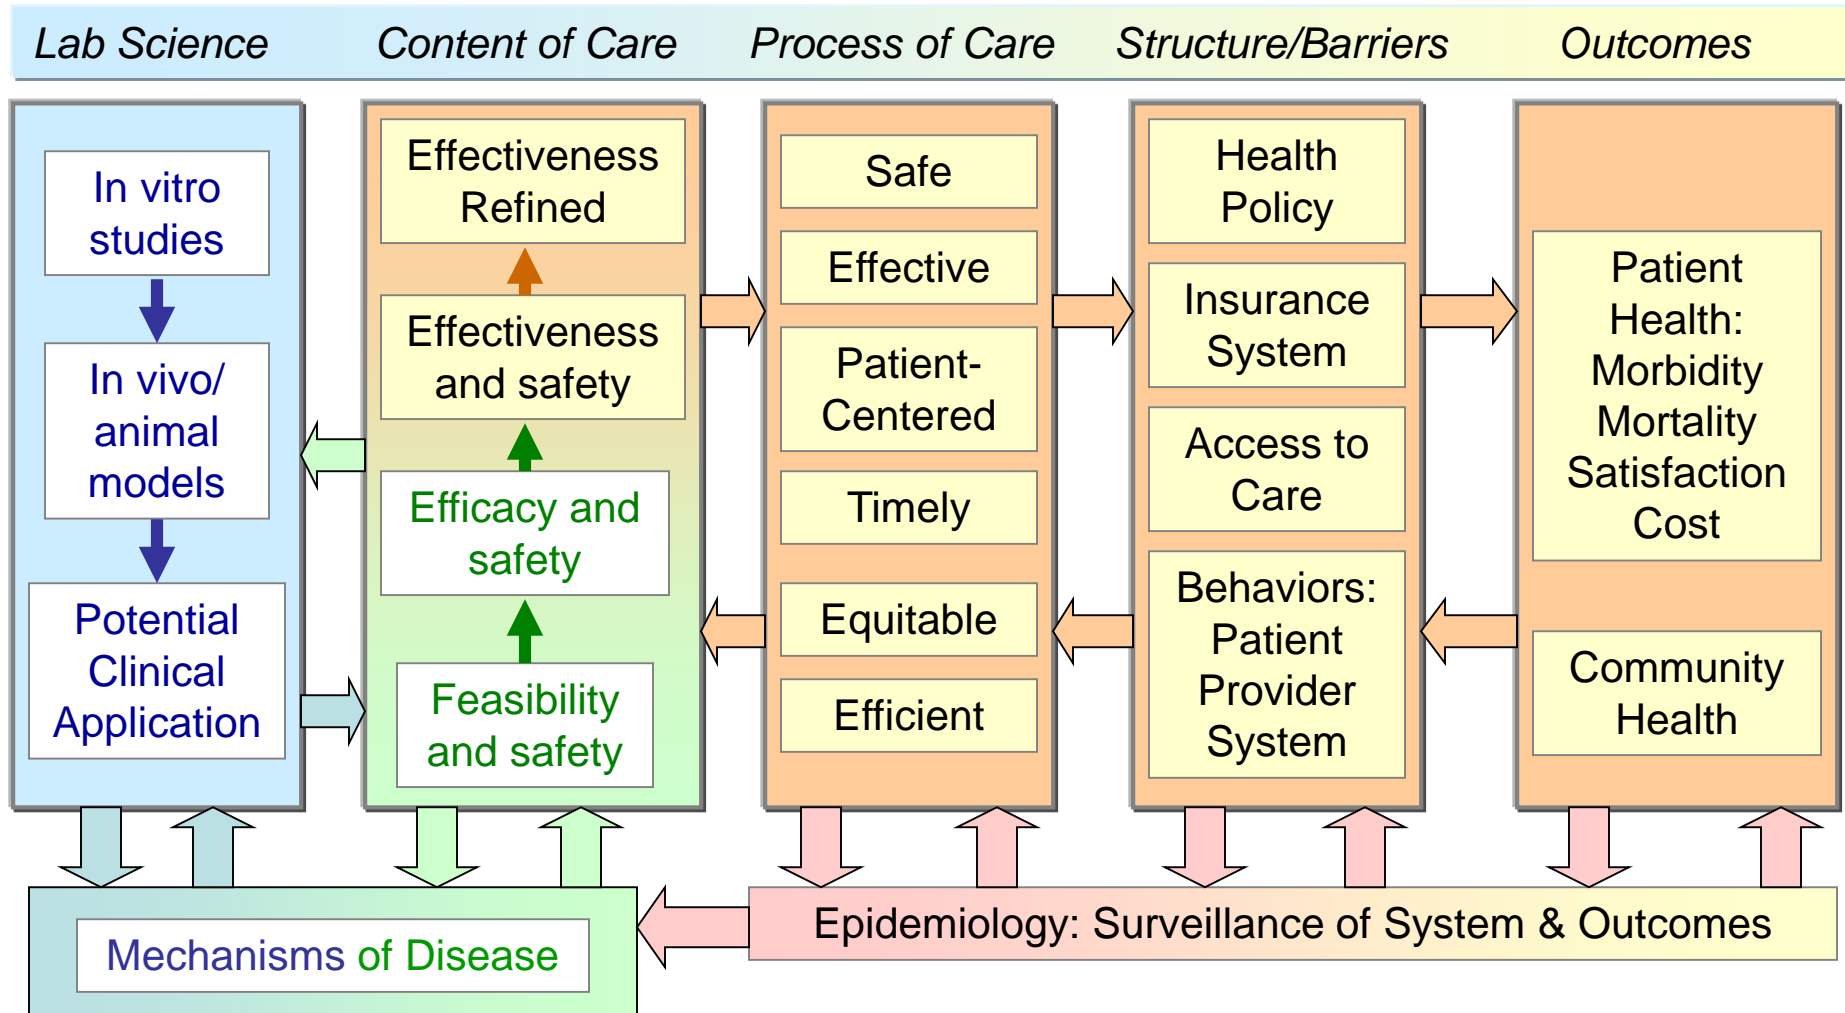 Lab Science
Content of Care
Process of Care
Structure/Barriers
Outcomes
In vitro
studies
In vivo/
animal
models
Potential
Clinical
Application
Effectiveness
Refined
Effectiveness
and safety
Efficacy and
safety
Feasibility
and safety
Safe
Effective
Patient-
Centered
Timely
Equitable
Efficient
Health
Policy
Insurance
System
Access to
Care
Behaviors:
Patient
Provider
System
Patient
Health:
Morbidity
Mortality
Satisfaction
Cost
Community
Health
Mechanisms of Disease
Epidemiology: Surveillance of System & Outcomes